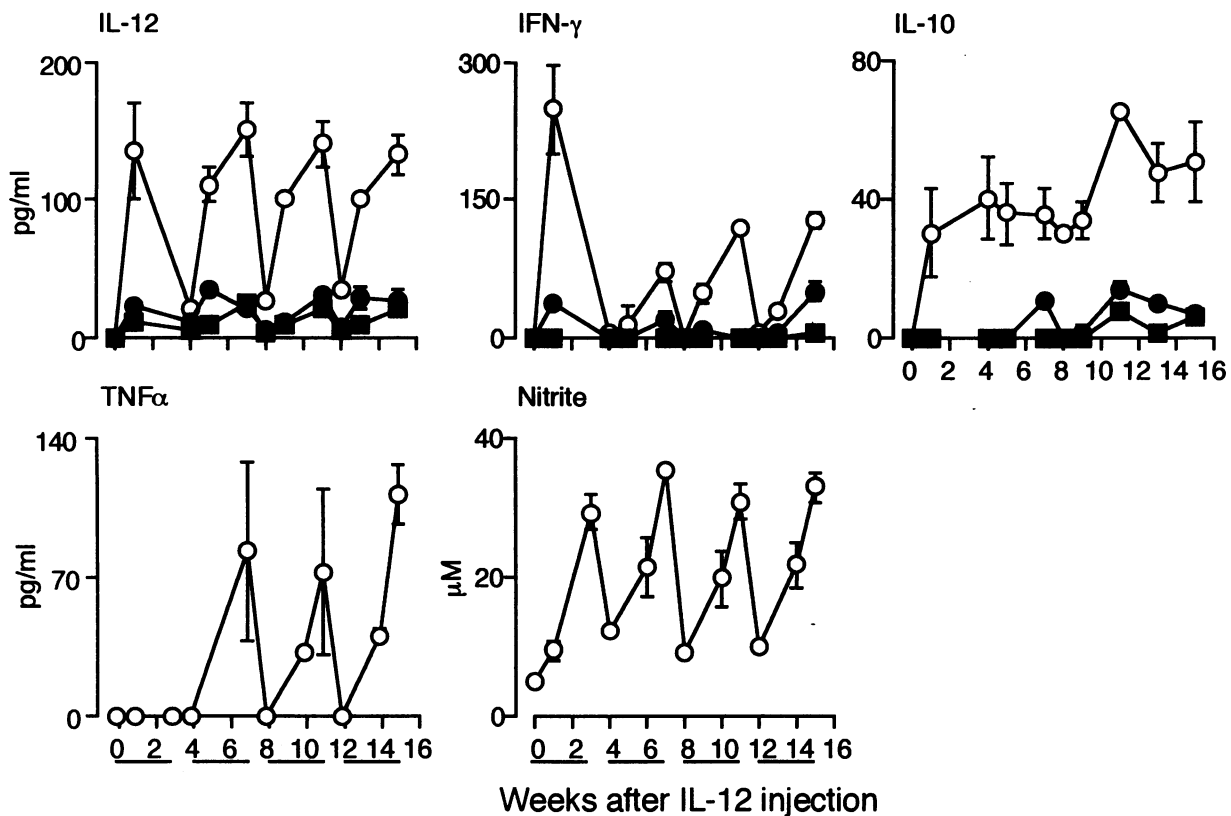 IL-12
IFN-γ
IL-10
200
100
0
pg/ml
300
150
0
80
40
0
0 2 4 6 8 10 12 14 16
TNFα
Nitrite
140
70
0
pg/ml
0 2 4 6 8 10 12 14 16
40
20
0
μM
0 2 4 6 8 10 12 14 16
Weeks after IL-12 injection